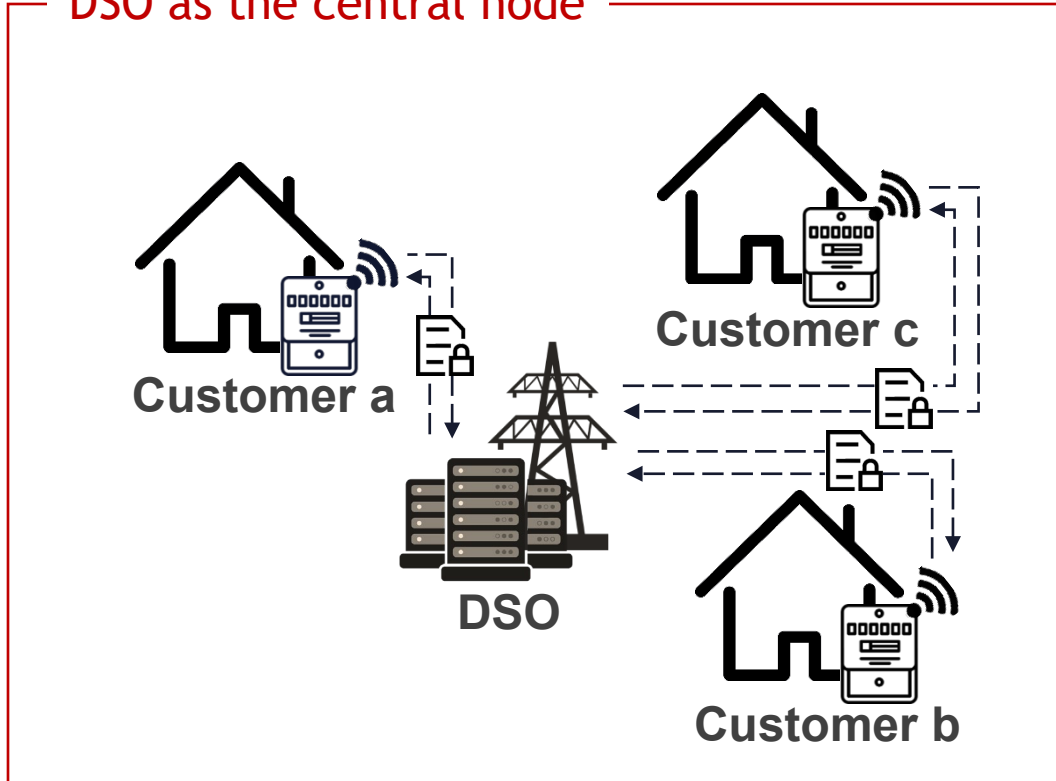 DSO as the central node
Customer c
Customer a
DSO
Customer b